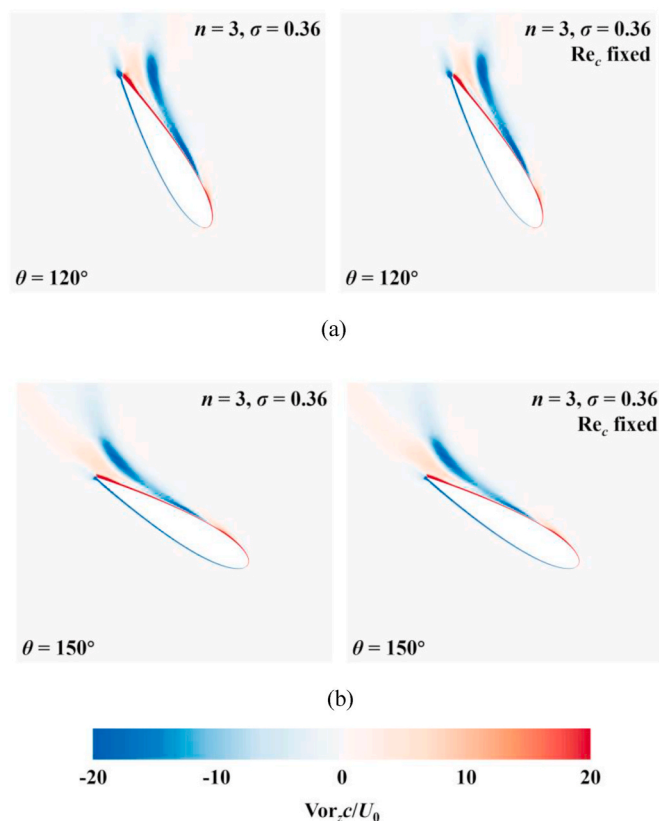 n = 3, σ = 0.36
θ = 120°
n = 3, σ = 0.36
Re_c fixed
θ = 120°
(a)
n = 3, σ = 0.36
θ = 150°
n = 3, σ = 0.36
Re_c fixed
θ = 150°
(b)
-20 -10 0 10 20
Vor_z c/U_0